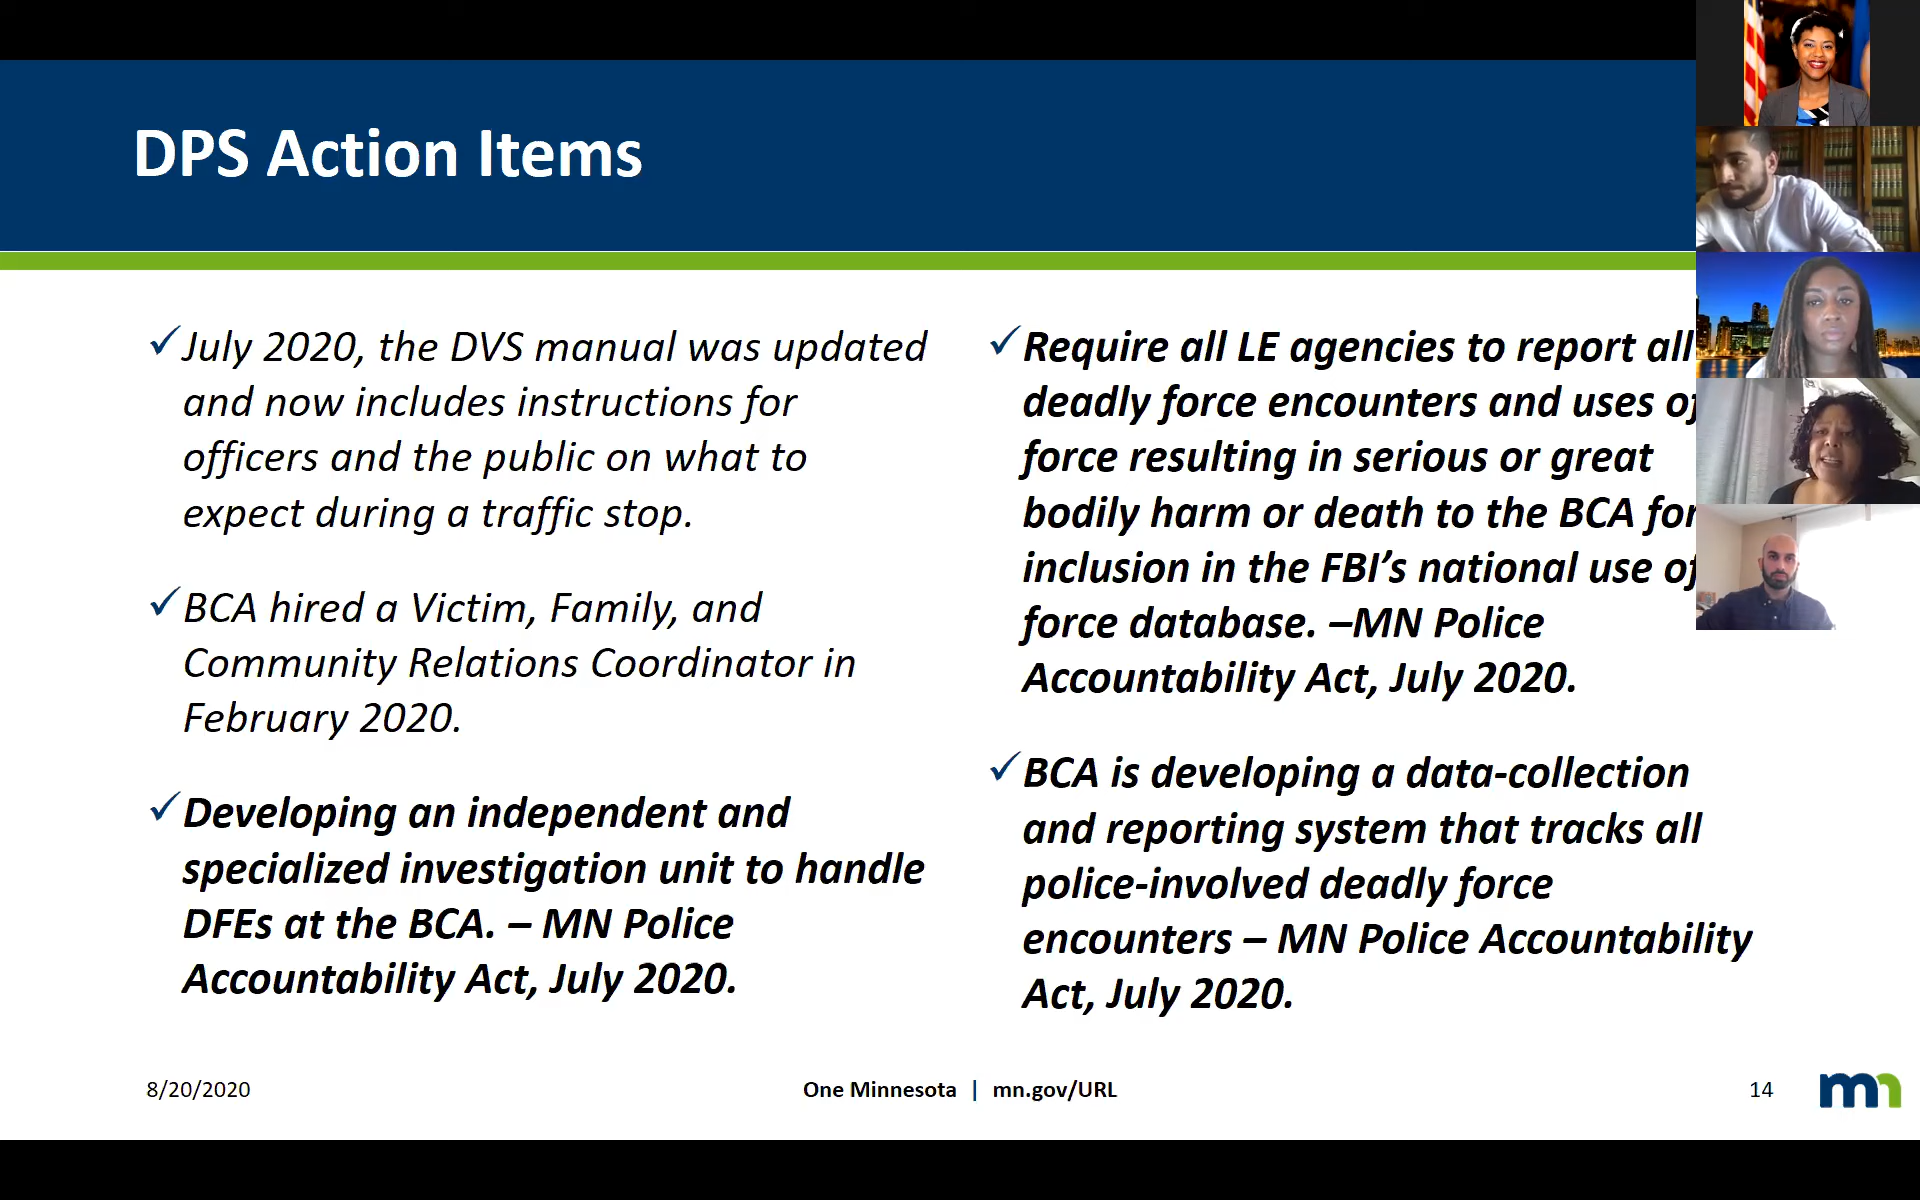 DPS Action Items
✓July 2020, the DVS manual was updated
and now includes instructions for
officers and the public on what to
expect during a traffic stop.
✓BCA hired a Victim, Family, and
Community Relations Coordinator in
February 2020.
✓Developing an independent and
specialized investigation unit to handle
DFEs at the BCA. – MN Police
Accountability Act, July 2020.
✓Require all LE agencies to report all
deadly force encounters and uses of
force resulting in serious or great
bodily harm or death to the BCA for
inclusion in the FBI’s national use of
force database. –MN Police
Accountability Act, July 2020.
✓BCA is developing a data-collection
and reporting system that tracks all
police-involved deadly force
encounters – MN Police Accountability
Act, July 2020.
8/20/2020
One Minnesota | mn.gov/URL
14
mn